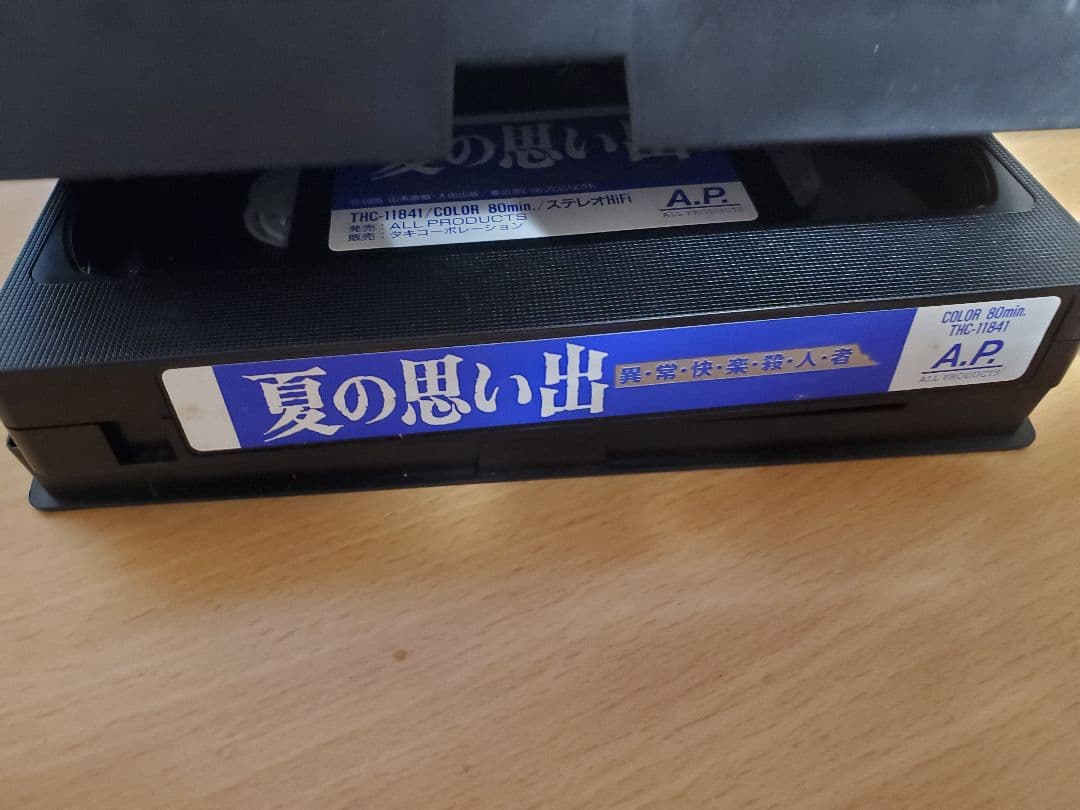 夏の思い出
THC-11841/COLOR 80min./ステレオHiFi
発売：ALL PRODUCTS
販売：タキコーポレーション
A.P.
ALL PRODUCTS
夏の思い出
異・常・快・楽・殺・人・者
COLOR 80min.
THC-11841
A.P.
ALL PRODUCTS